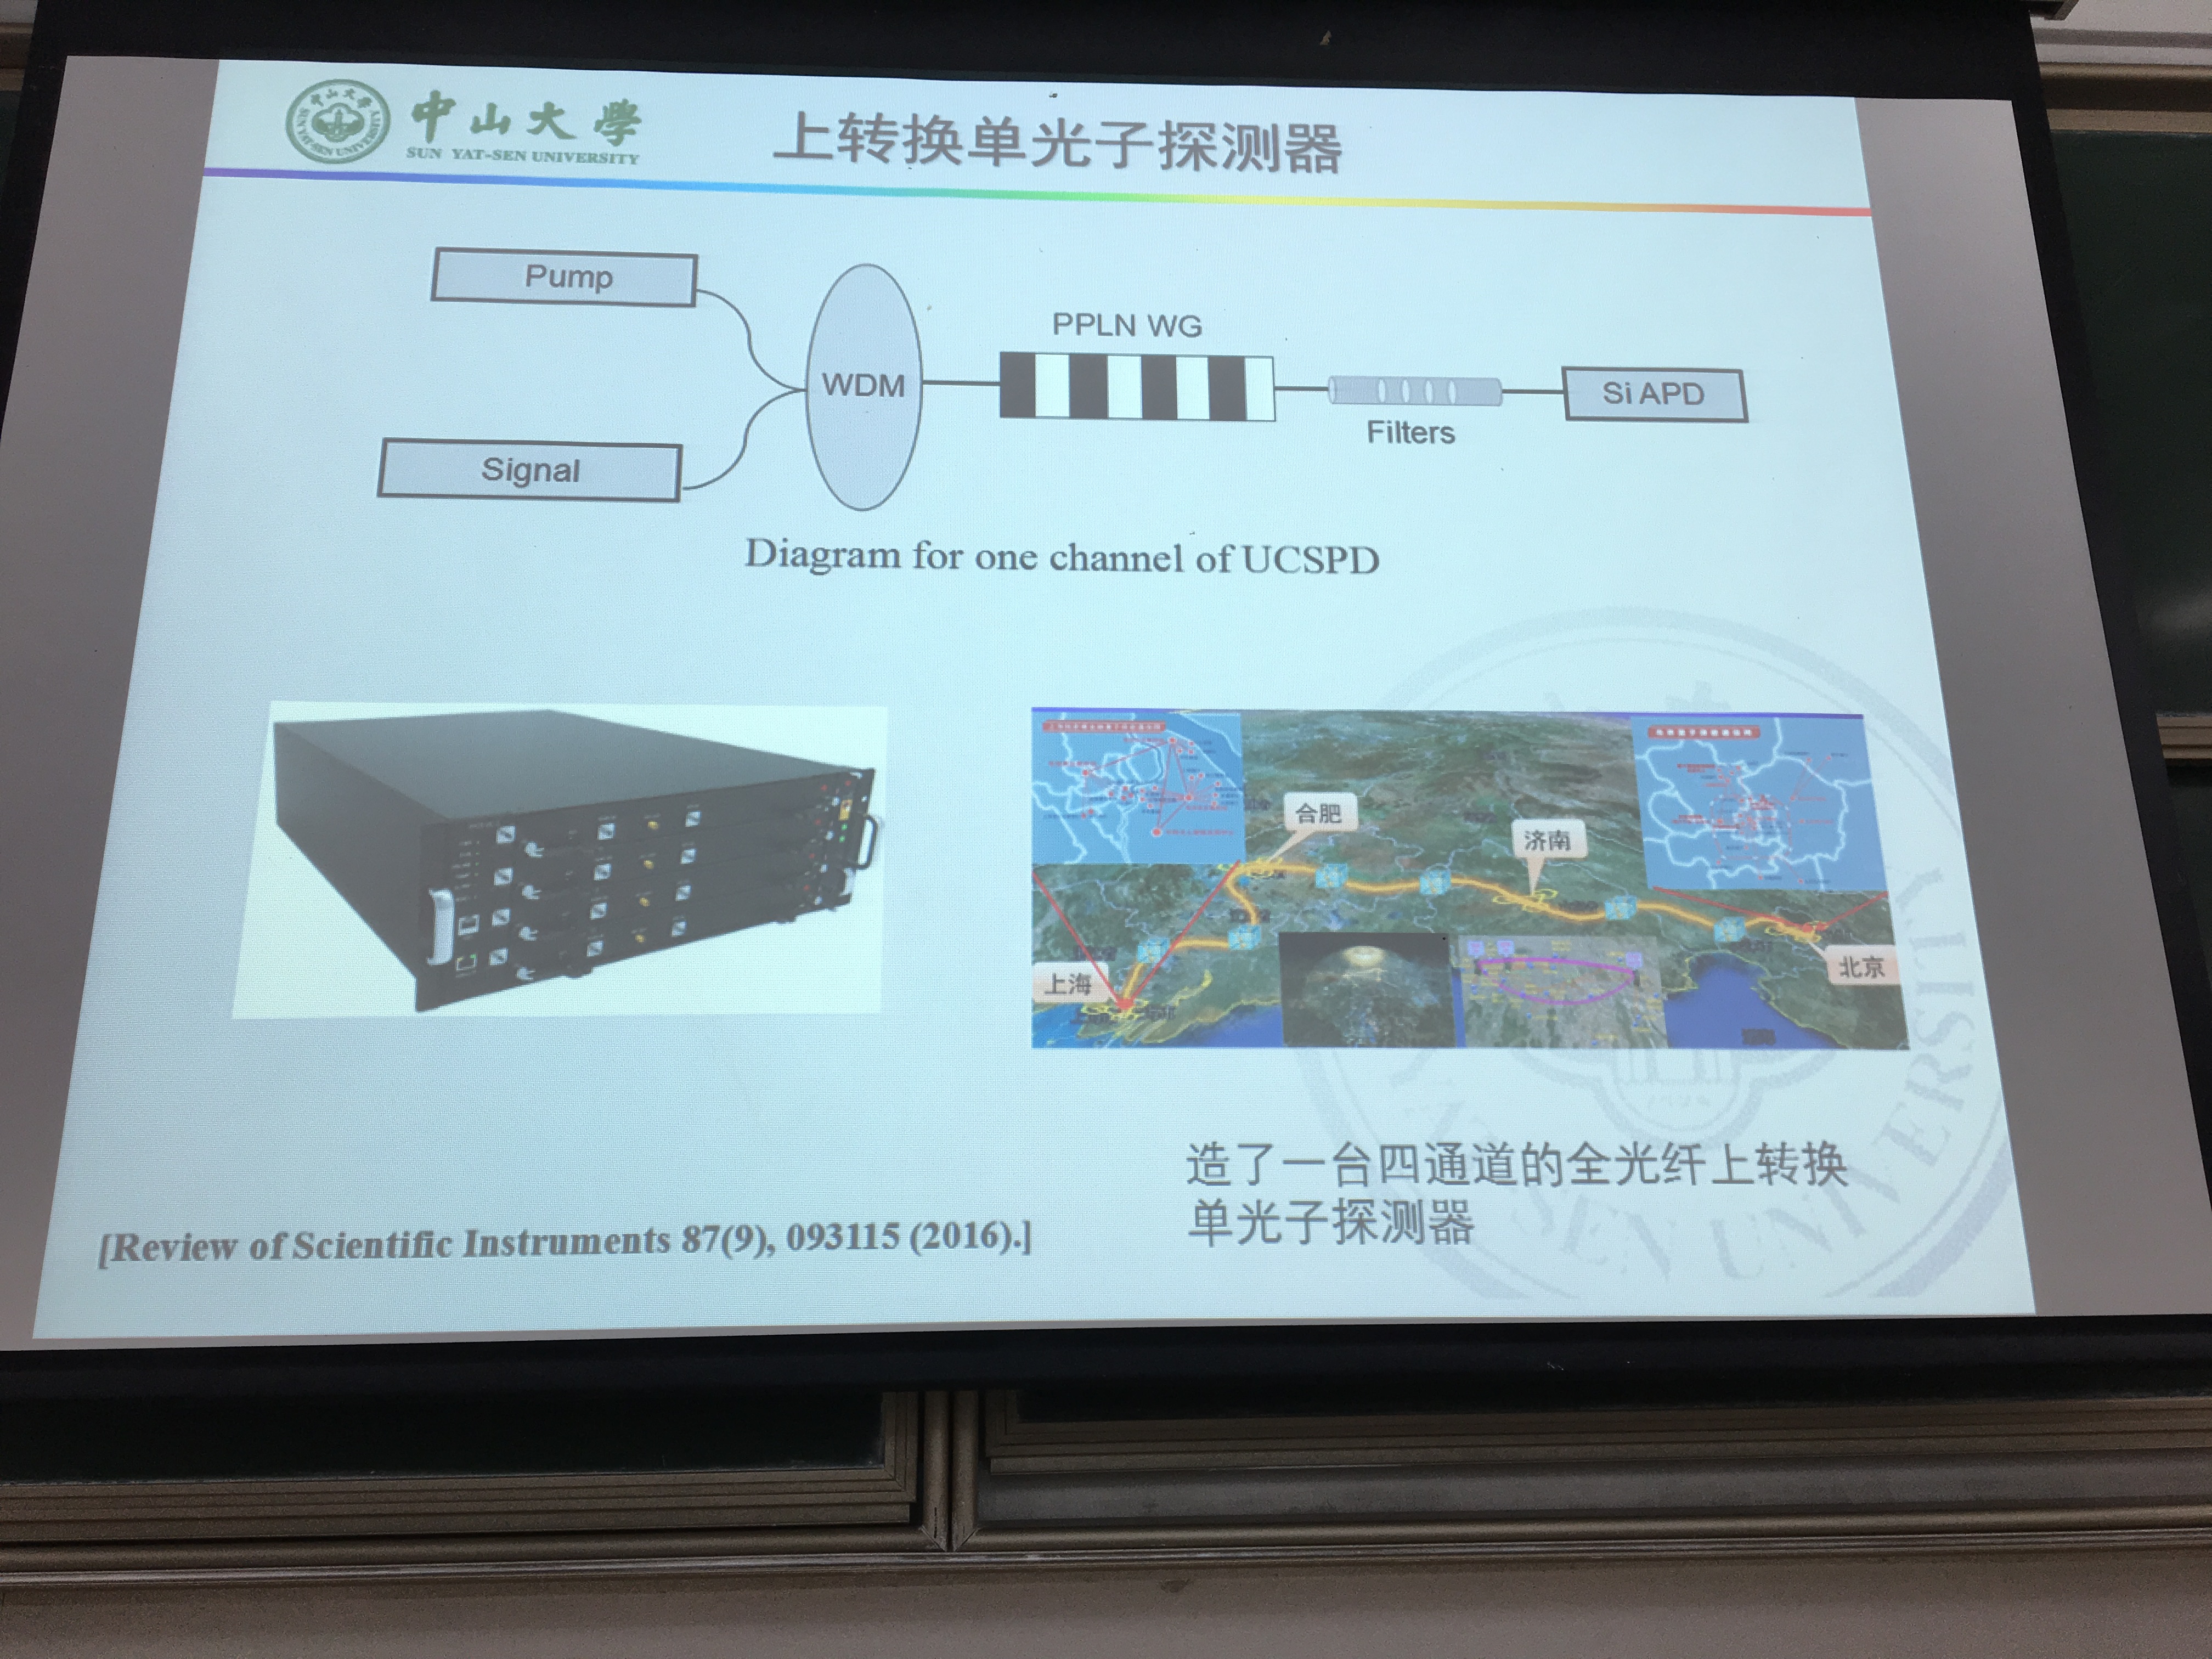 中山大學
SUN YAT-SEN UNIVERSITY
上转换单光子探测器
Pump
Signal
WDM
PPLN WG
Filters
Si APD
Diagram for one channel of UCSPD
合肥
济南
上海
北京
造了一台四通道的全光纤上转换
单光子探测器
[Review of Scientific Instruments 87(9), 093115 (2016).]